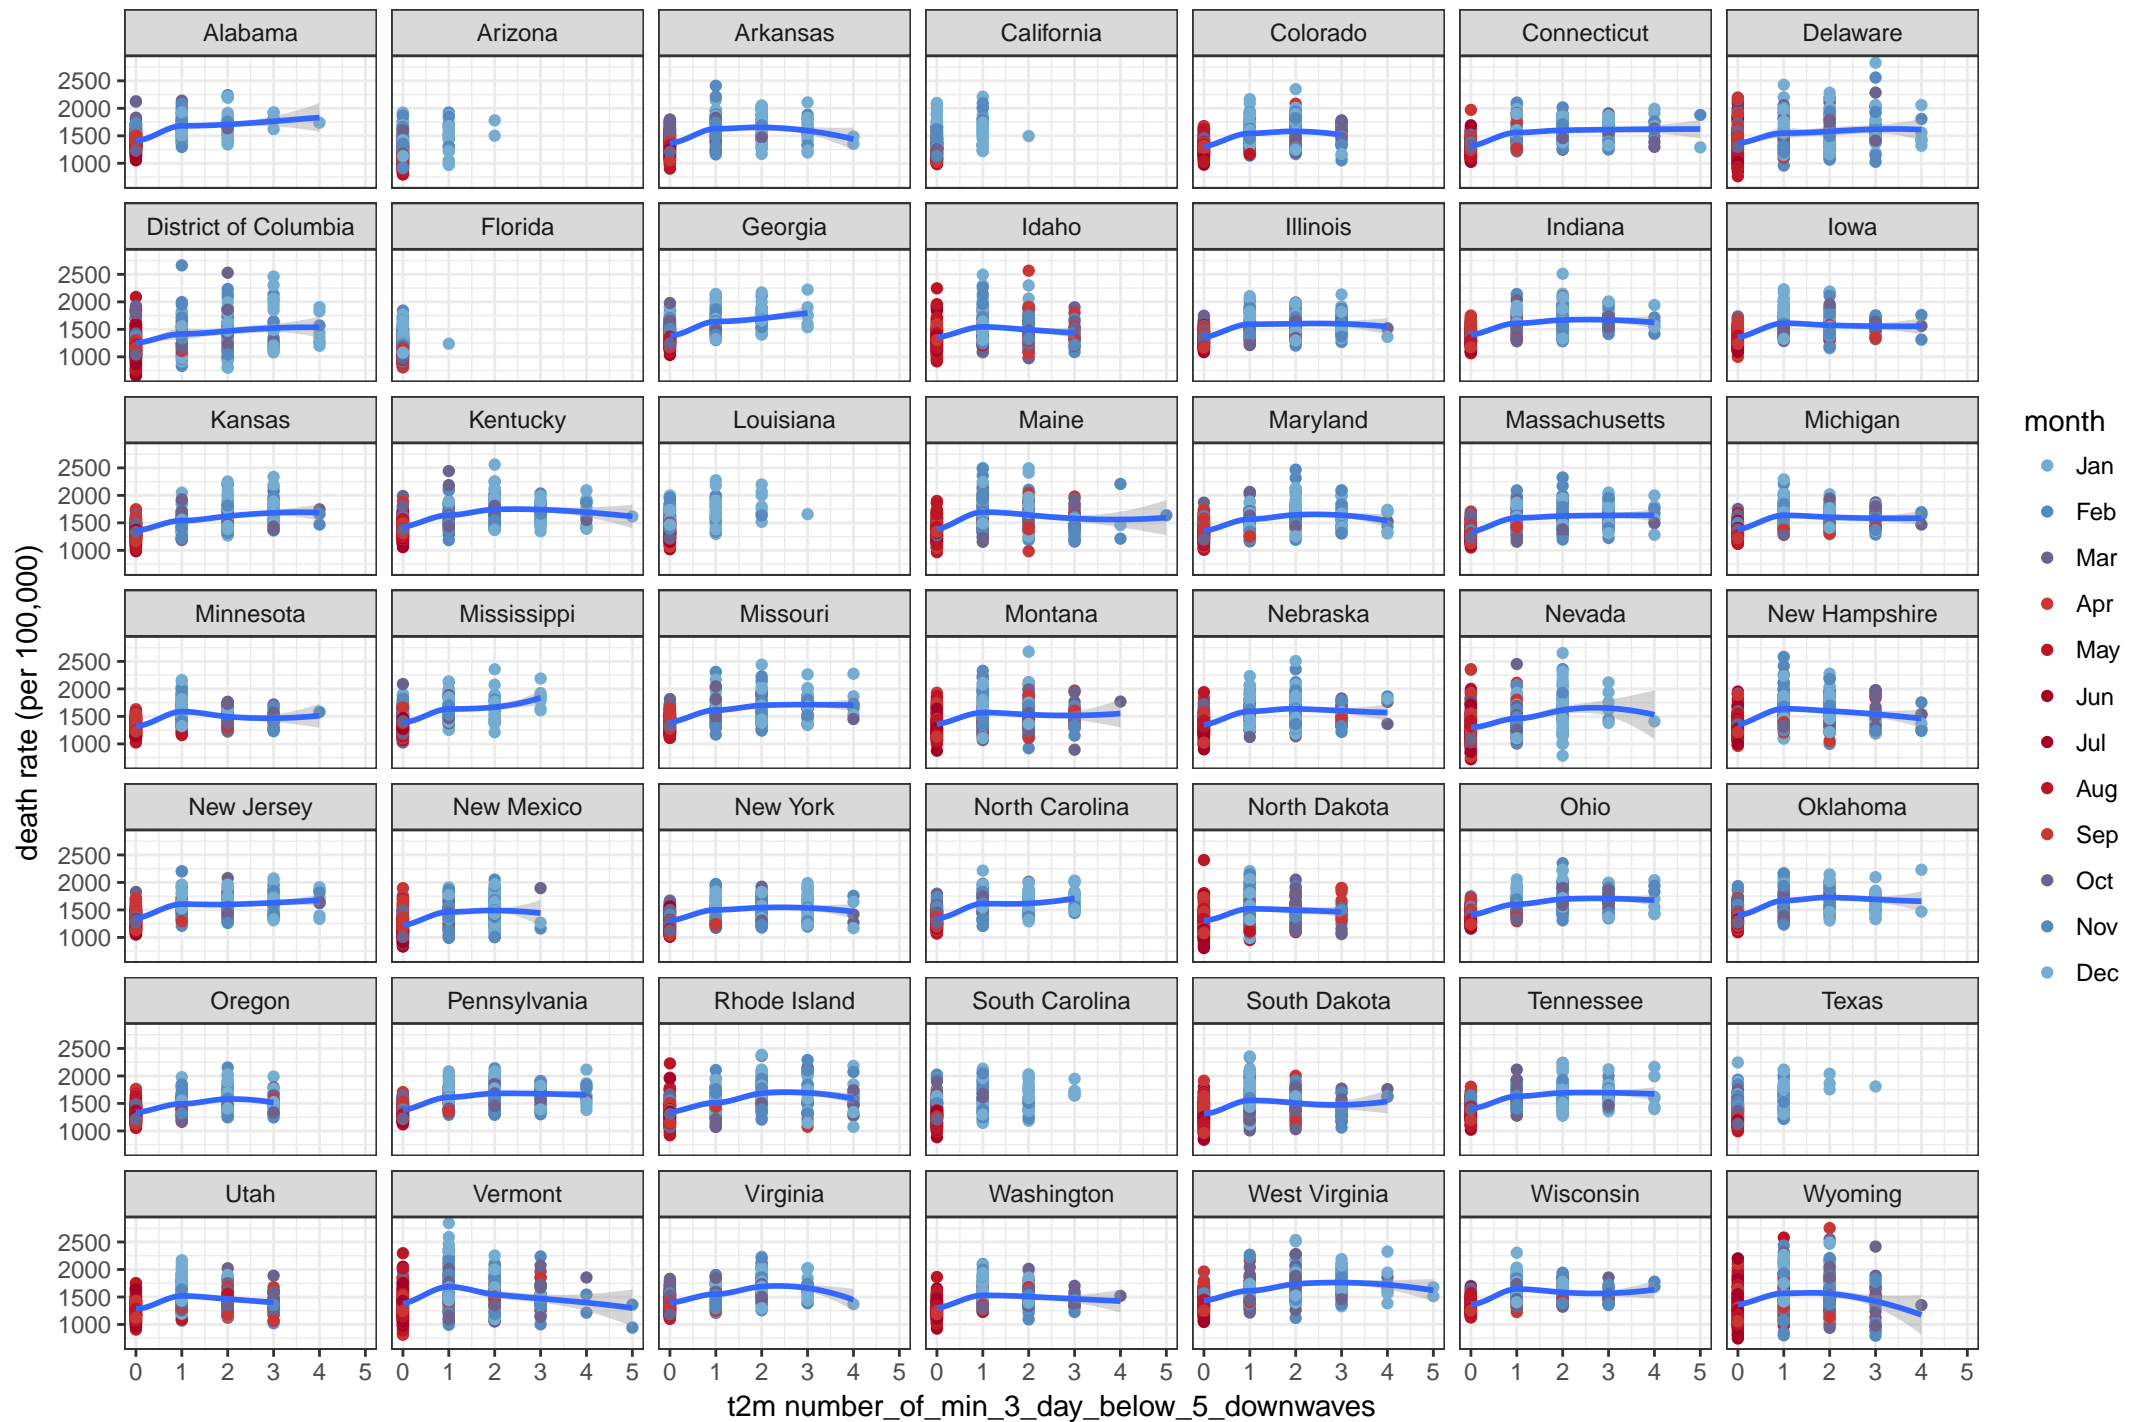 Alabama Arizona Arkansas California Colorado Connecticut Delaware
2500
2000
1500
1000
District of Columbia Florida Georgia Idaho Illinois Indiana Iowa
2500
2000
1500
1000
Kansas Kentucky Louisiana Maine Maryland Massachusetts Michigan
2500
2000
1500
1000
Minnesota Mississippi Missouri Montana Nebraska Nevada New Hampshire
2500
2000
1500
1000
New Jersey New Mexico New York North Carolina North Dakota Ohio Oklahoma
2500
2000
1500
1000
Oregon Pennsylvania Rhode Island South Carolina South Dakota Tennessee Texas
2500
2000
1500
1000
Utah Vermont Virginia Washington West Virginia Wisconsin Wyoming
2500
2000
1500
1000
0 1 2 3 4 5 0 1 2 3 4 5 0 1 2 3 4 5 0 1 2 3 4 5 0 1 2 3 4 5 0 1 2 3 4 5 0 1 2 3 4 5
t2m number_of_min_3_day_below_5_downwaves
death rate (per 100,000)
month
Jan
Feb
Mar
Apr
May
Jun
Jul
Aug
Sep
Oct
Nov
Dec